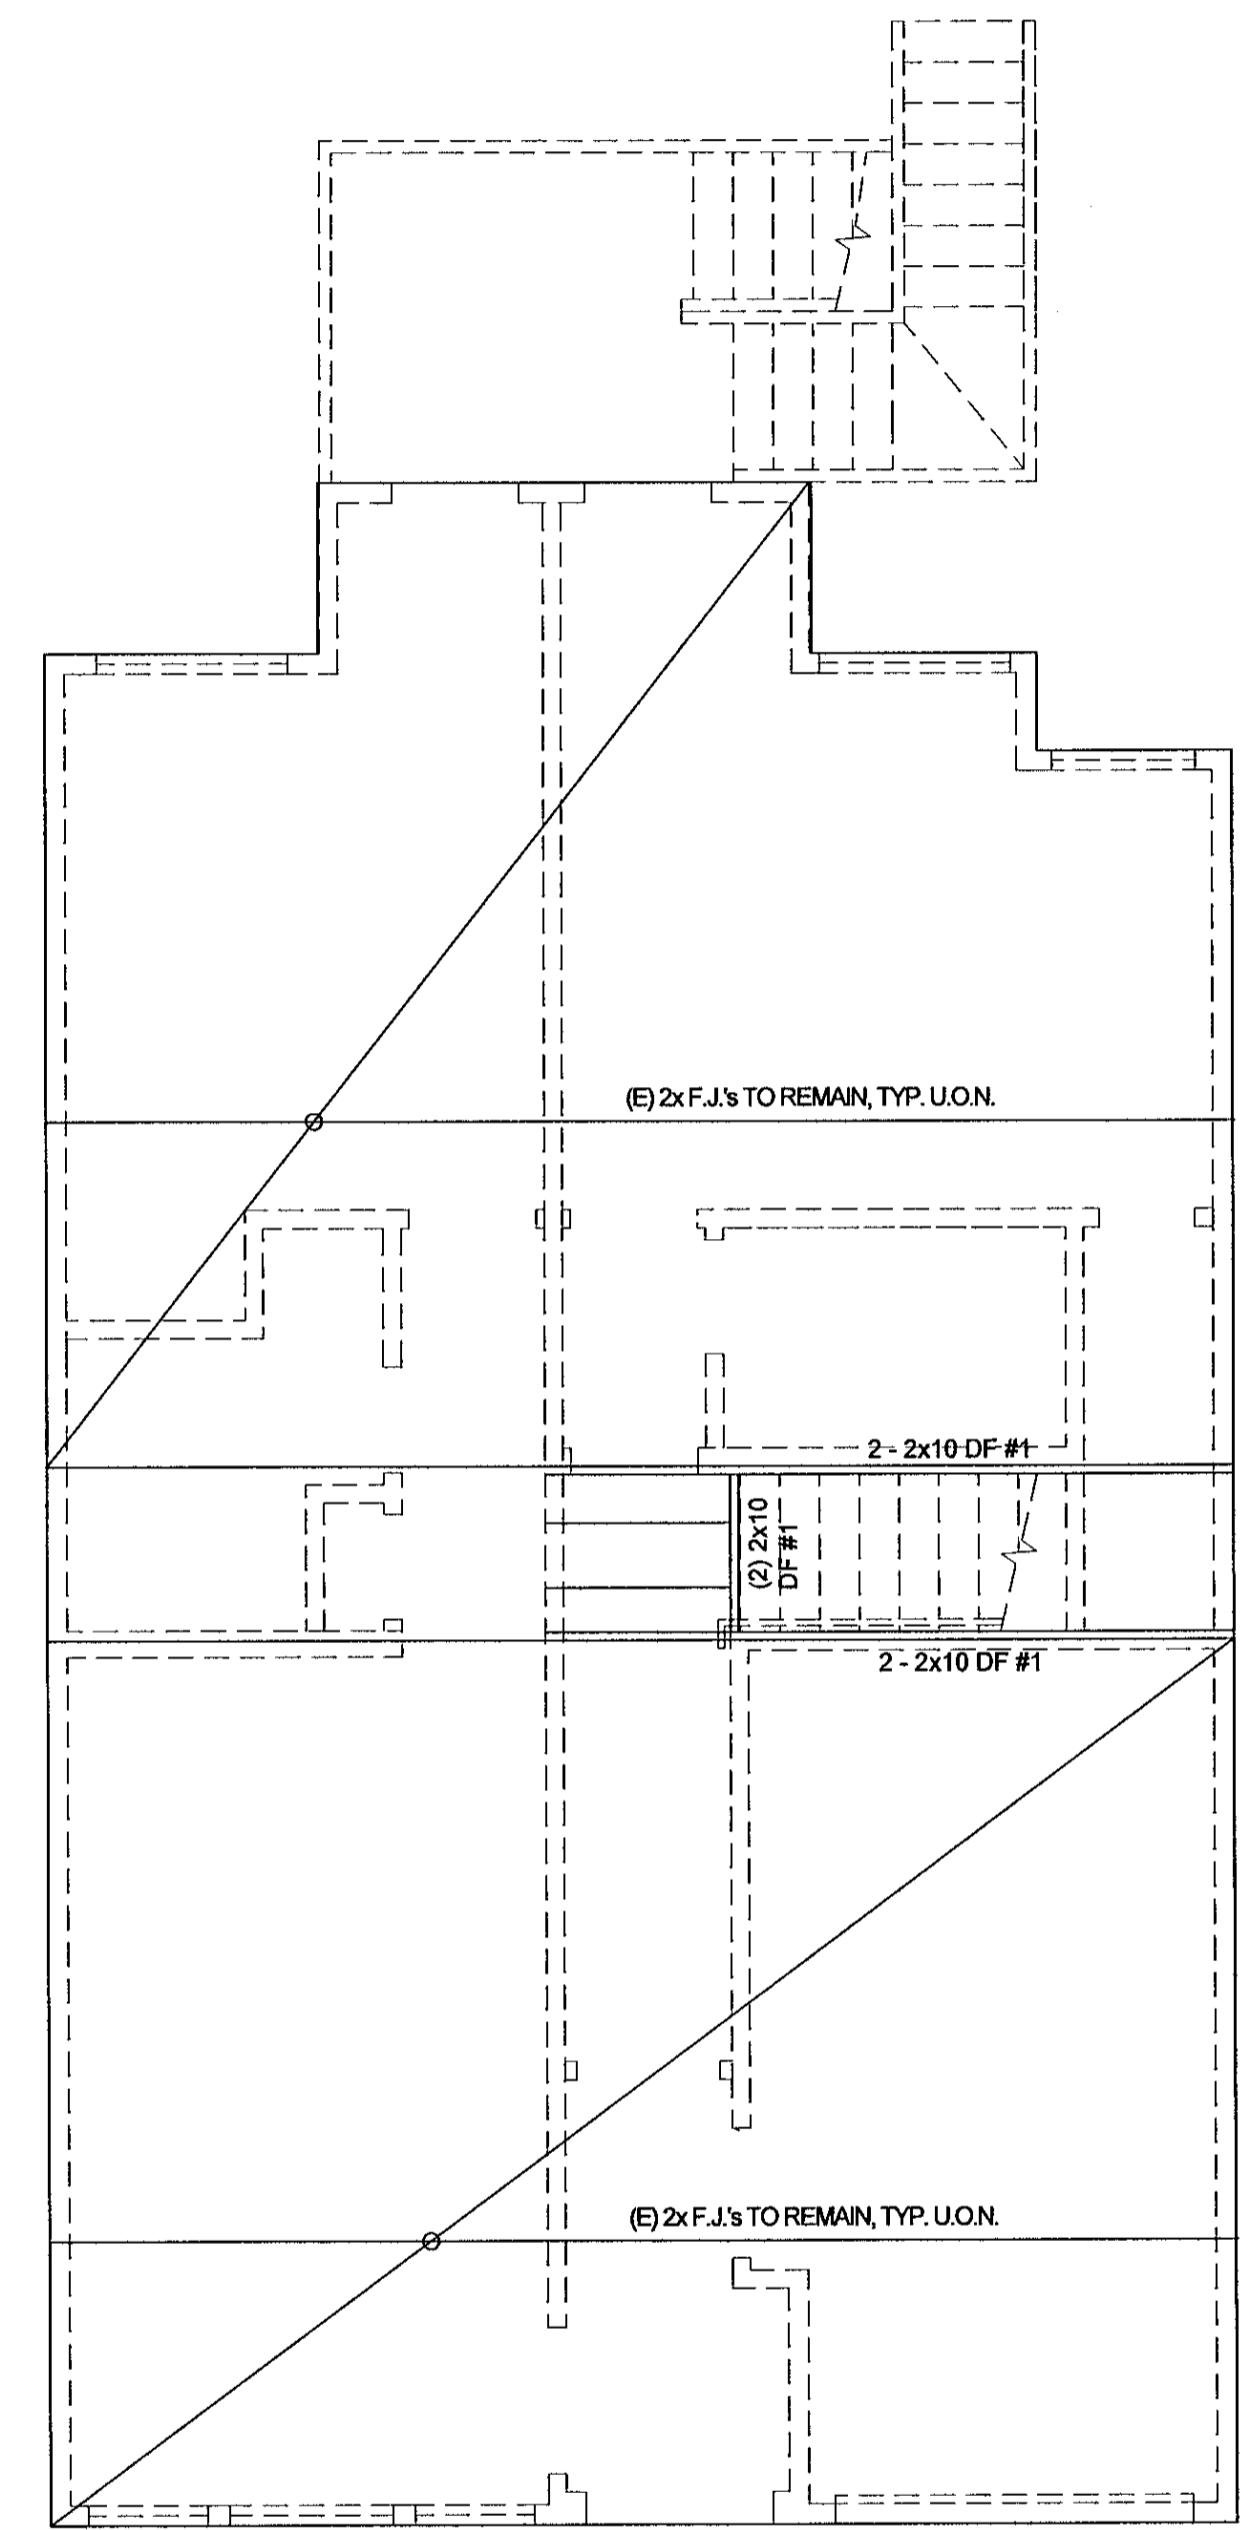 (E) 2x F.J.'s TO REMAIN, TYP. U.O.N.
2 - 2x10 DF #1
(2) 2x10
DF #1
2 - 2x10 DF #1
(E) 2x F.J.'s TO REMAIN, TYP. U.O.N.